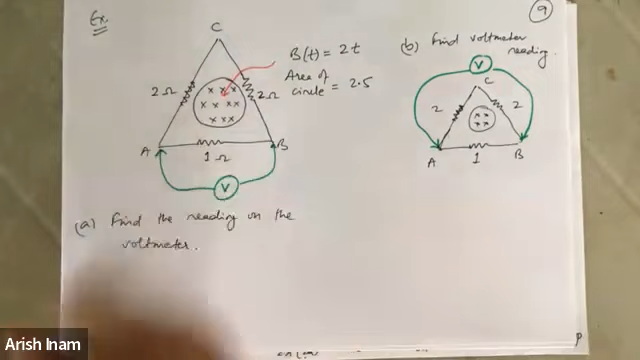 Ex.
9
C
B(t) = 2t
Area of
circle = 2.5
2 Ω
2 Ω
x x x
x x x x
x x x
A
B
1 Ω
V
(a) Find the reading on the
voltmeter.
(b) Find voltmeter
reading.
V
C
2
2
x x
x x
A
1
B
P
Arish Inam